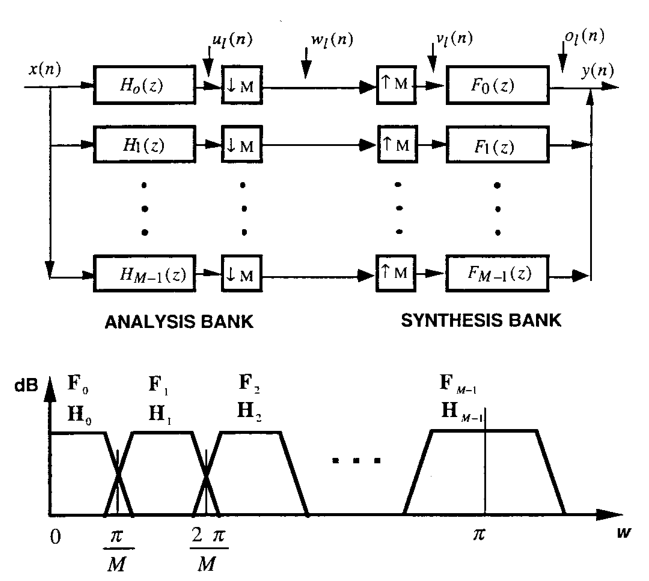 u_l(n) w_l(n) v_l(n) o_l(n)
x(n) H_o(z) ↓M ↑M F_0(z) y(n)
H_1(z) ↓M ↑M F_1(z)
H_{M-1}(z) ↓M ↑M F_{M-1}(z)
ANALYSIS BANK SYNTHESIS BANK
dB F_0 F_1 F_2 F_{M-1}
H_0 H_1 H_2 H_{M-1}
0 π/M 2π/M π w